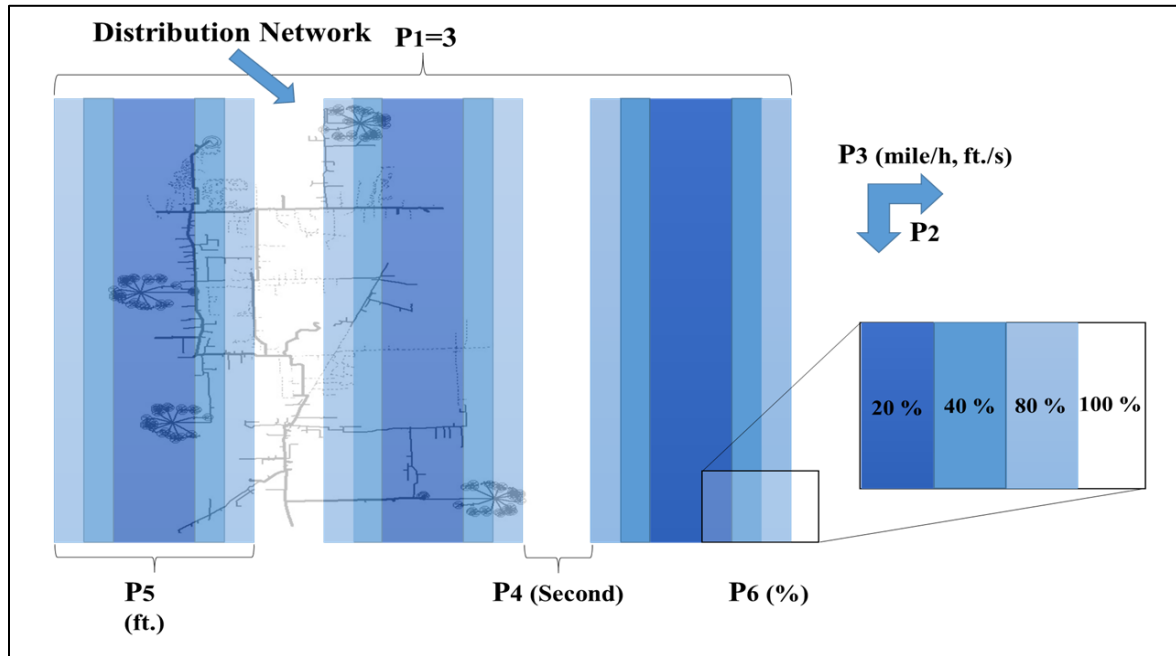 Distribution Network
P1=3
P3 (mile/h, ft./s)
P2
20 %
40 %
80 %
100 %
P5
(ft.)
P4 (Second)
P6 (%)